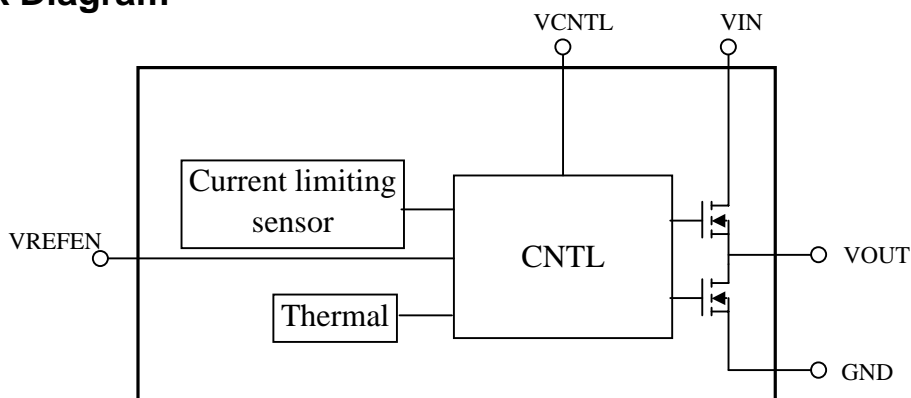 Diagram
VCNTL
VIN
Current limiting
sensor
VREFEN
CNTL
VOUT
Thermal
GND